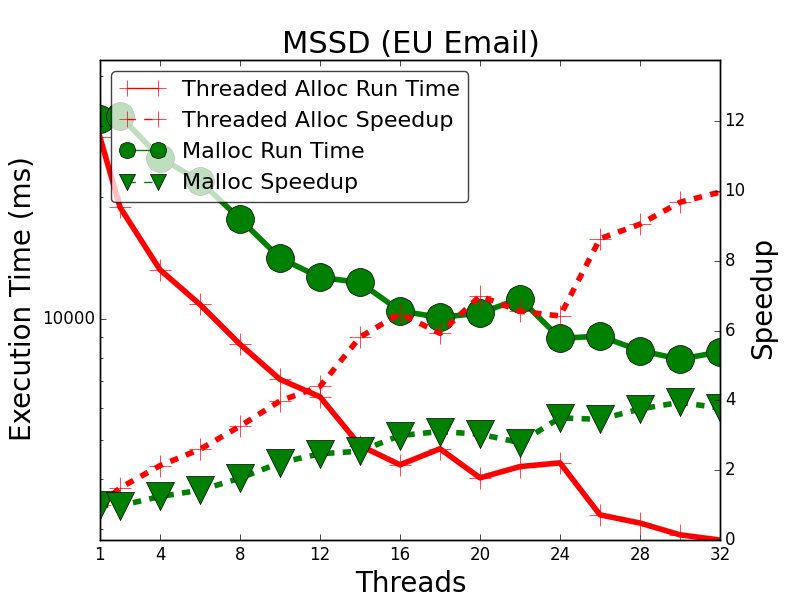 MSSD (EU Email)
Threaded Alloc Run Time
Threaded Alloc Speedup
Malloc Run Time
Malloc Speedup
Execution Time (ms)
10000
Speedup
12
10
8
6
4
2
0
1 4 8 12 16 20 24 28 32
Threads